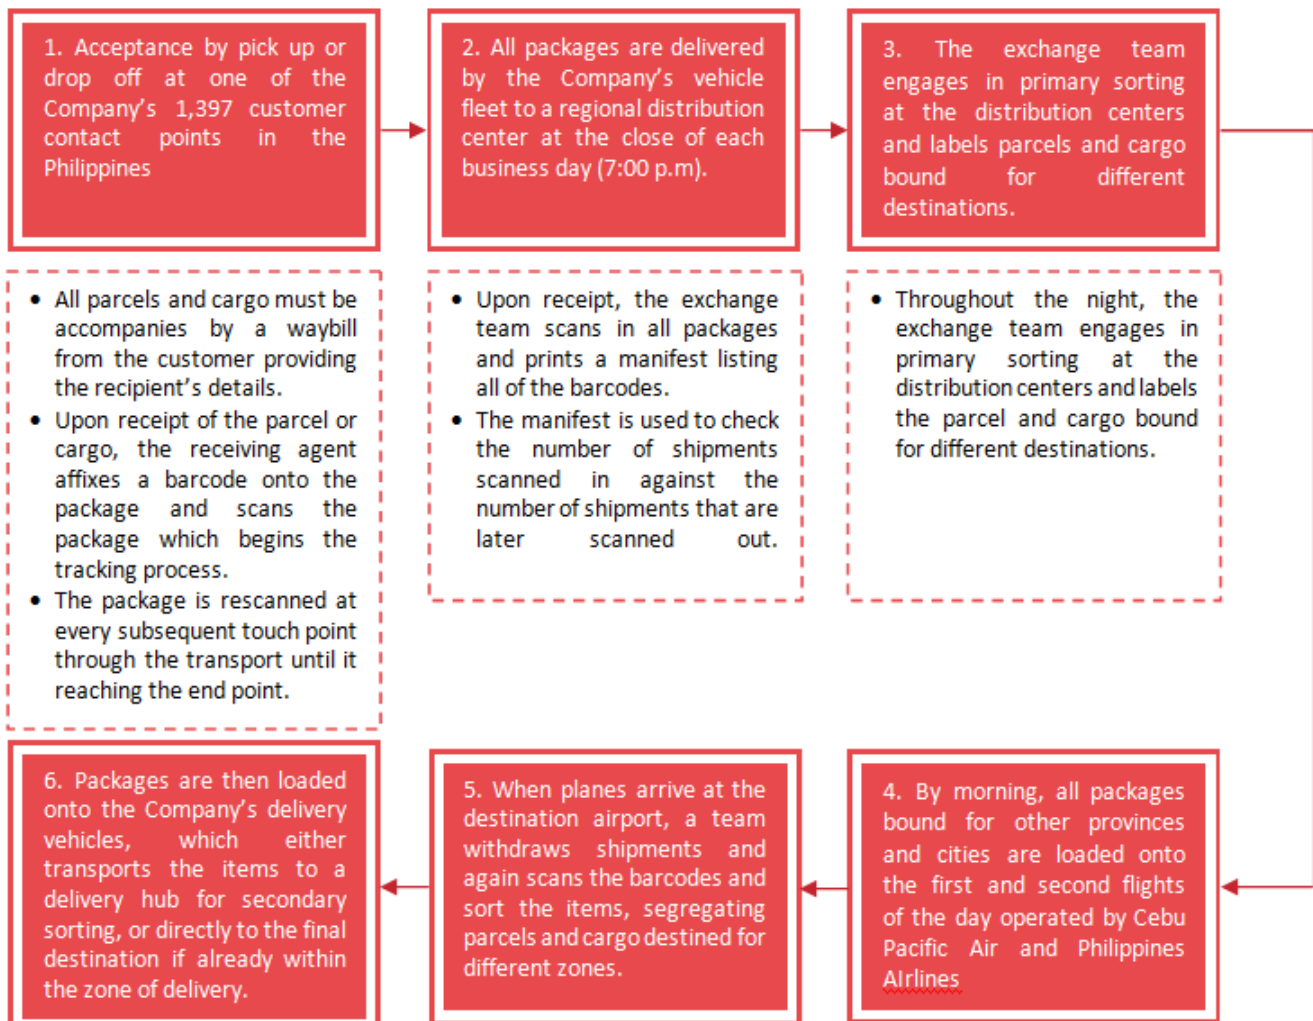 1. Acceptance by pick up or
drop off at one of the
Company's 1,397 customer
contact points in the
Philippines
2. All packages are delivered
by the Company's vehicle
fleet to a regional distribution
center at the close of each
business day (7:00 p.m).
3. The exchange team
engages in primary sorting
at the distribution centers
and labels parcels and cargo
bound for different
destinations.
• All parcels and cargo must be
accompanies by a waybill
from the customer providing
the recipient's details.
• Upon receipt of the parcel or
cargo, the receiving agent
affixes a barcode onto the
package and scans the
package which begins the
tracking process.
• The package is rescanned at
every subsequent touch point
through the transport until it
reaching the end point.
• Upon receipt, the exchange
team scans in all packages
and prints a manifest listing
all of the barcodes.
• The manifest is used to check
the number of shipments
scanned in against the
number of shipments that are
later scanned out.
• Throughout the night, the
exchange team engages in
primary sorting at the
distribution centers and labels
the parcel and cargo bound
for different destinations.
4. By morning, all packages
bound for other provinces
and cities are loaded onto
the first and second flights
of the day operated by Cebu
Pacific Air and Philippines
AIrlines
5. When planes arrive at the
destination airport, a team
withdraws shipments and
again scans the barcodes and
sort the items, segregating
parcels and cargo destined for
different zones.
6. Packages are then loaded
onto the Company's delivery
vehicles, which either
transports the items to a
delivery hub for secondary
sorting, or directly to the final
destination if already within
the zone of delivery.